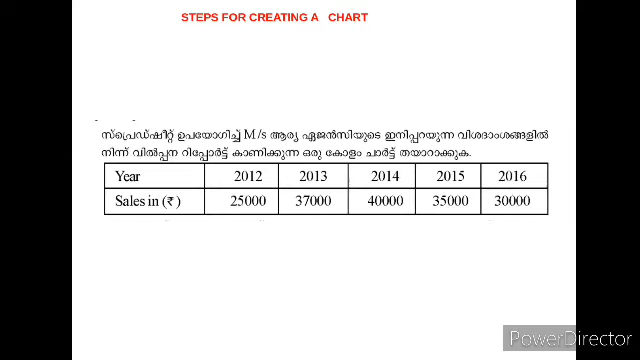 STEPS FOR CREATING A CHART
സ്പ്രെഡ്ഷീറ്റ് ഉപയോഗിച്ച് M/s ആര്യ ഏജൻസിയുടെ ഇനിപ്പറയുന്ന വിശദാംശങ്ങളിൽ
നിന്ന് വിൽപ്പന റിപ്പോർട്ട് കാണിക്കുന്ന ഒരു കോളം ചാർട്ട് തയാറാക്കുക.
Year 2012 2013 2014 2015 2016
Sales in (₹) 25000 37000 40000 35000 30000
PowerDirector